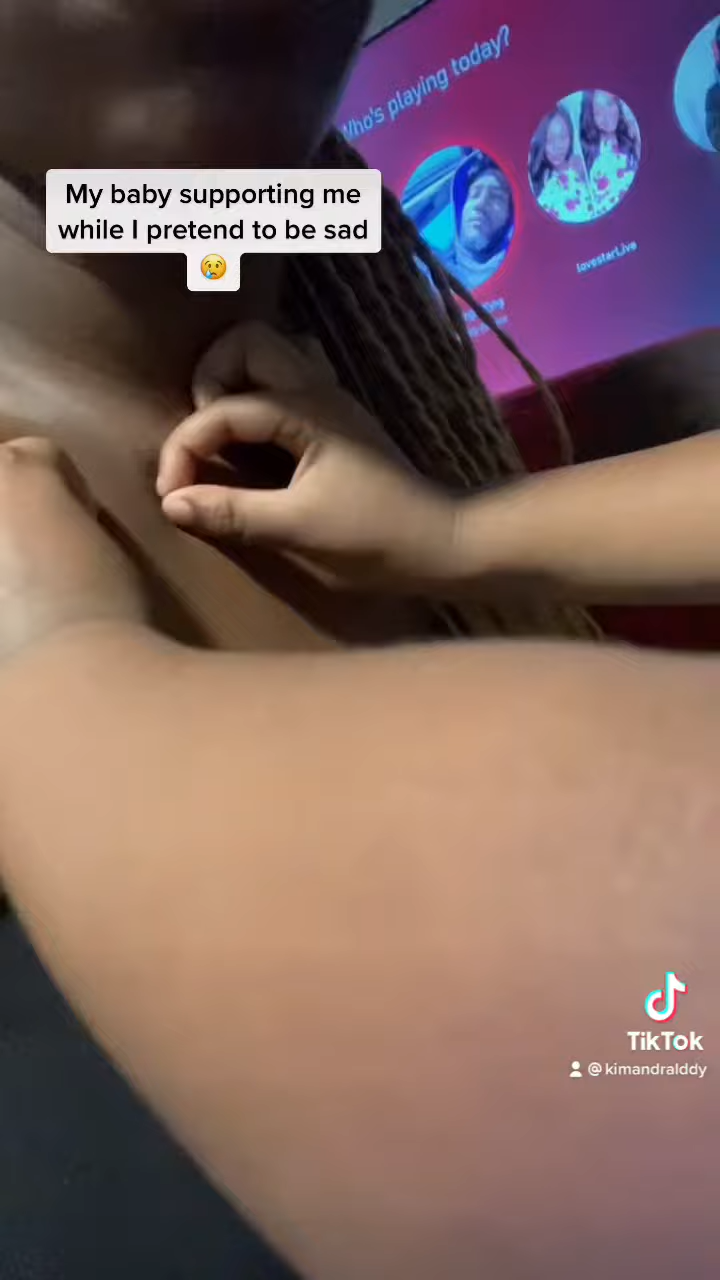 Who's playing today?
My baby supporting me
while I pretend to be sad
😢
lovestarLive
TikTok
@kimandralddy